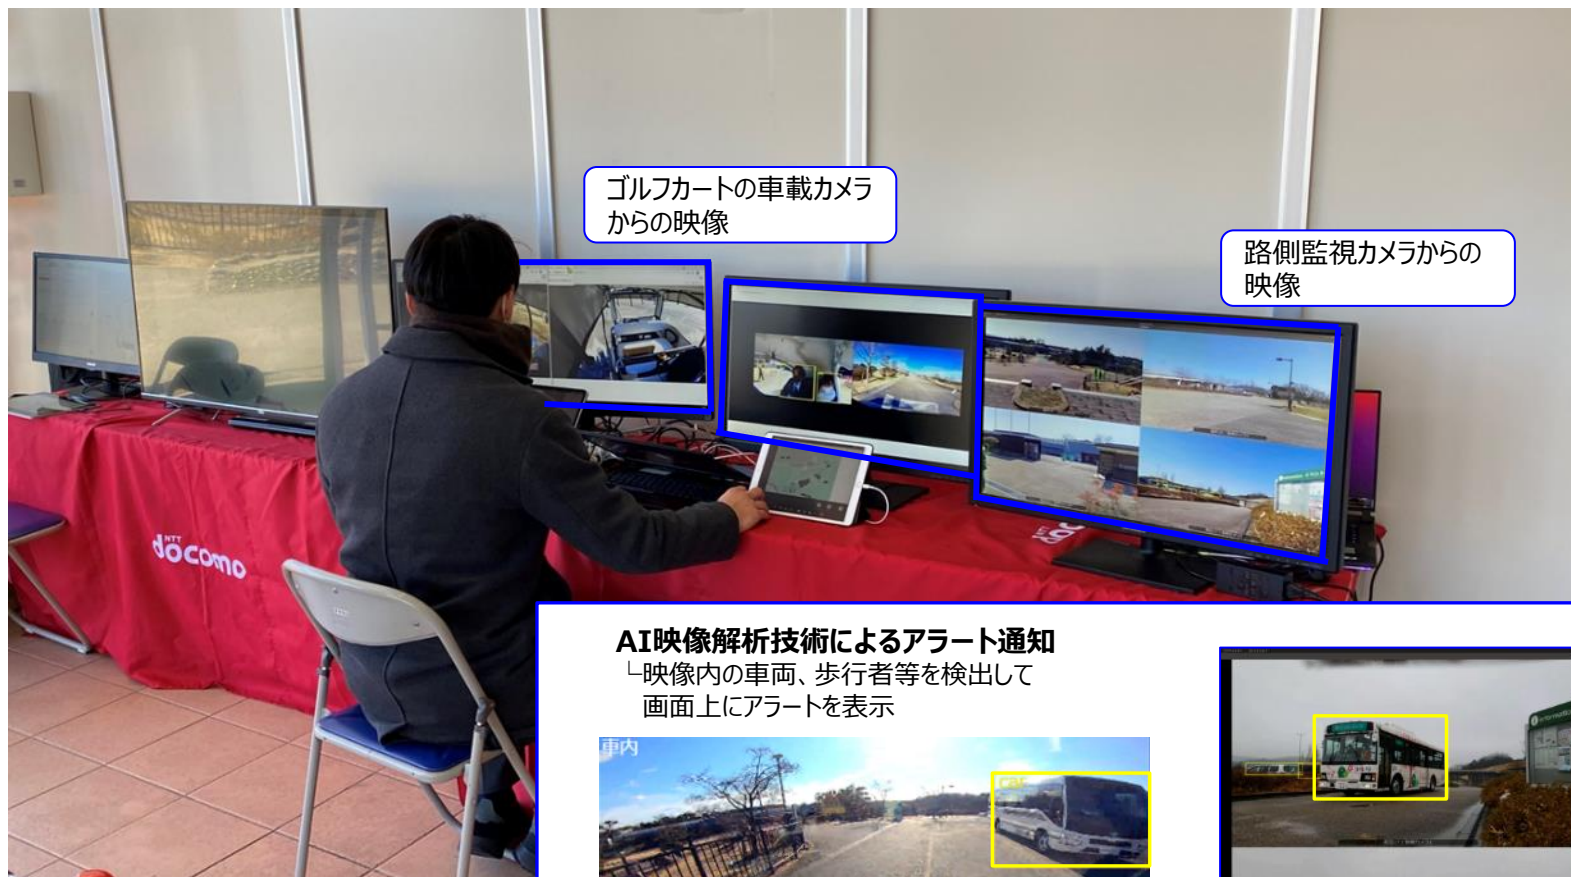 ゴルフカートの車載カメラ
からの映像
路側監視カメラからの
映像
NTT
docomo
AI映像解析技術によるアラート通知
└映像内の車両、歩行者等を検出して
画面上にアラートを表示
車内
car